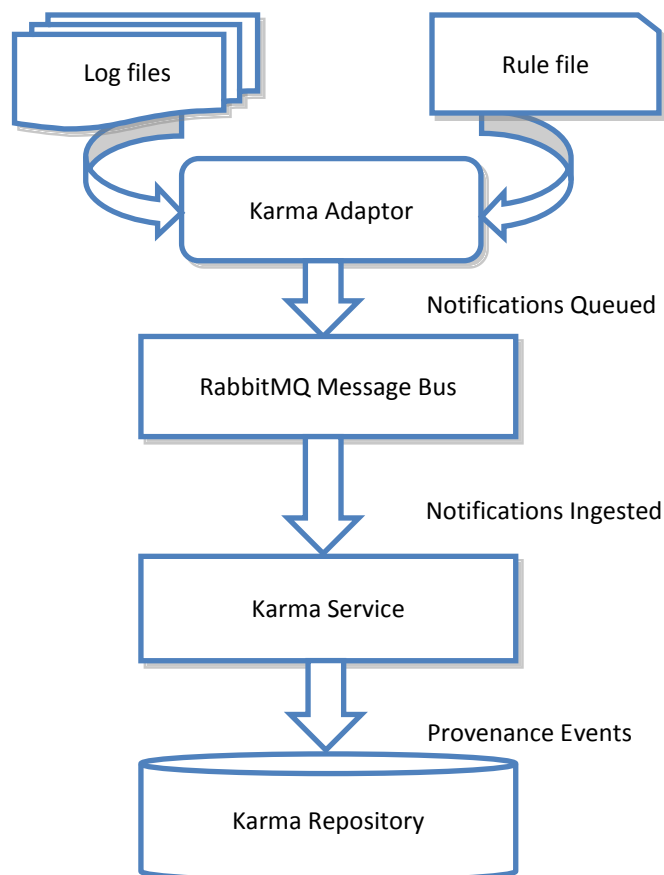 Log files
Rule file
Karma Adaptor
Notifications Queued
RabbitMQ Message Bus
Notifications Ingested
Karma Service
Provenance Events
Karma Repository